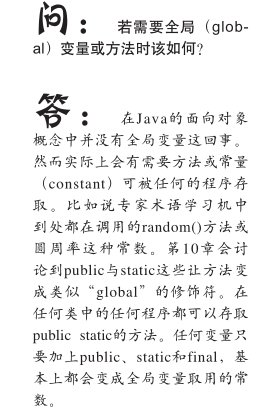 问： 若需要全局（glob-
al）变量或方法时该如何？
答： 在Java的面向对象
概念中并没有全局变量这回事。
然而实际上会有需要方法或常量
（constant）可被任何的程序存
取。比如说专家术语学习机中
到处都在调用的random()方法或
圆周率这种常数。第10章会讨
论到public与static这些让方法变
成类似“global”的修饰符。在
任何类中的任何程序都可以存取
public static的方法。任何变量只
要加上public、static和final，基
本上都会变成全局变量取用的常
数。